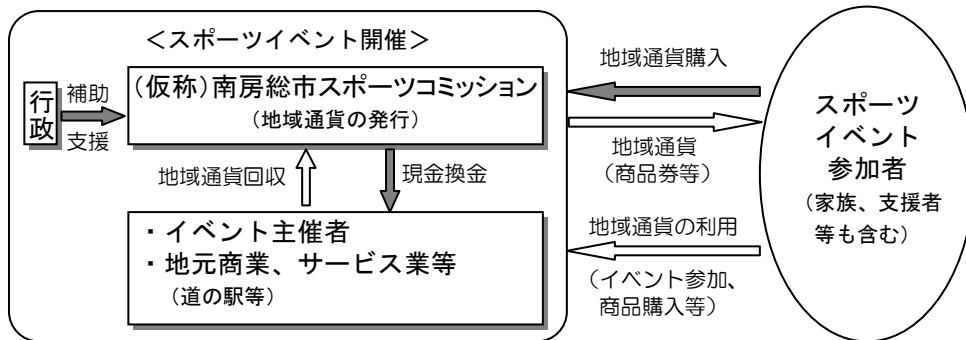 ＜スポーツイベント開催＞
行政
補助
支援
（仮称）南房総市スポーツコミッション
（地域通貨の発行）
地域通貨回収
現金換金
・イベント主催者
・地元商業、サービス業等
（道の駅等）
地域通貨購入
地域通貨
（商品券等）
地域通貨の利用
（イベント参加、
商品購入等）
スポーツ
イベント
参加者
（家族、支援者
等も含む）